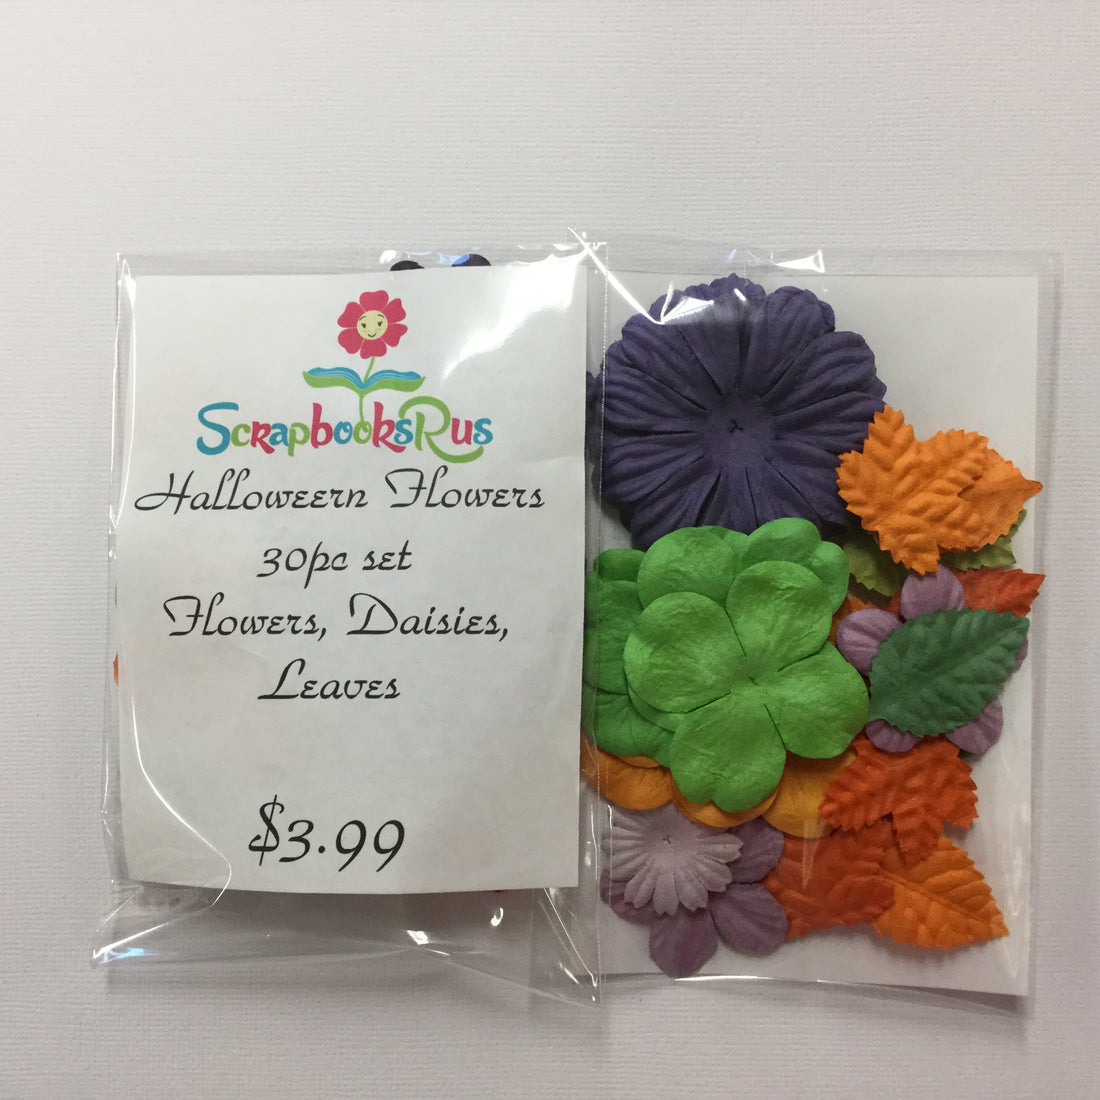 ScrapbooksRus
Halloweern Flowers
30pc set
Flowers, Daisies,
Leaves
$3.99